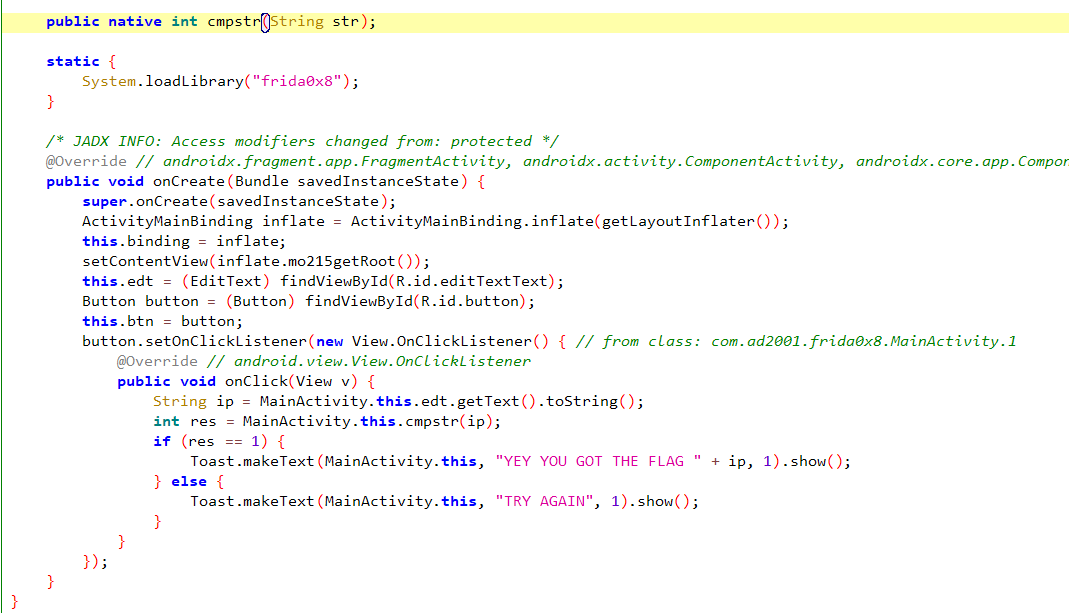 public native int cmpstr(String str);
static {
System.loadLibrary("frida0x8");
}
/* JADX INFO: Access modifiers changed from: protected */
@Override // androidx.fragment.app.FragmentActivity, androidx.activity.ComponentActivity, androidx.core.app.Compon
public void onCreate(Bundle savedInstanceState) {
super.onCreate(savedInstanceState);
ActivityMainBinding inflate = ActivityMainBinding.inflate(getLayoutInflater());
this.binding = inflate;
setContentView(inflate.mo215getRoot());
this.edt = (EditText) findViewById(R.id.editTextText);
Button button = (Button) findViewById(R.id.button);
this.btn = button;
button.setOnClickListener(new View.OnClickListener() { // from class: com.ad2001.frida0x8.MainActivity.1
@Override // android.view.View.OnClickListener
public void onClick(View v) {
String ip = MainActivity.this.edt.getText().toString();
int res = MainActivity.this.cmpstr(ip);
if (res == 1) {
Toast.makeText(MainActivity.this, "YEY YOU GOT THE FLAG " + ip, 1).show();
} else {
Toast.makeText(MainActivity.this, "TRY AGAIN", 1).show();
}
}
});
}
}